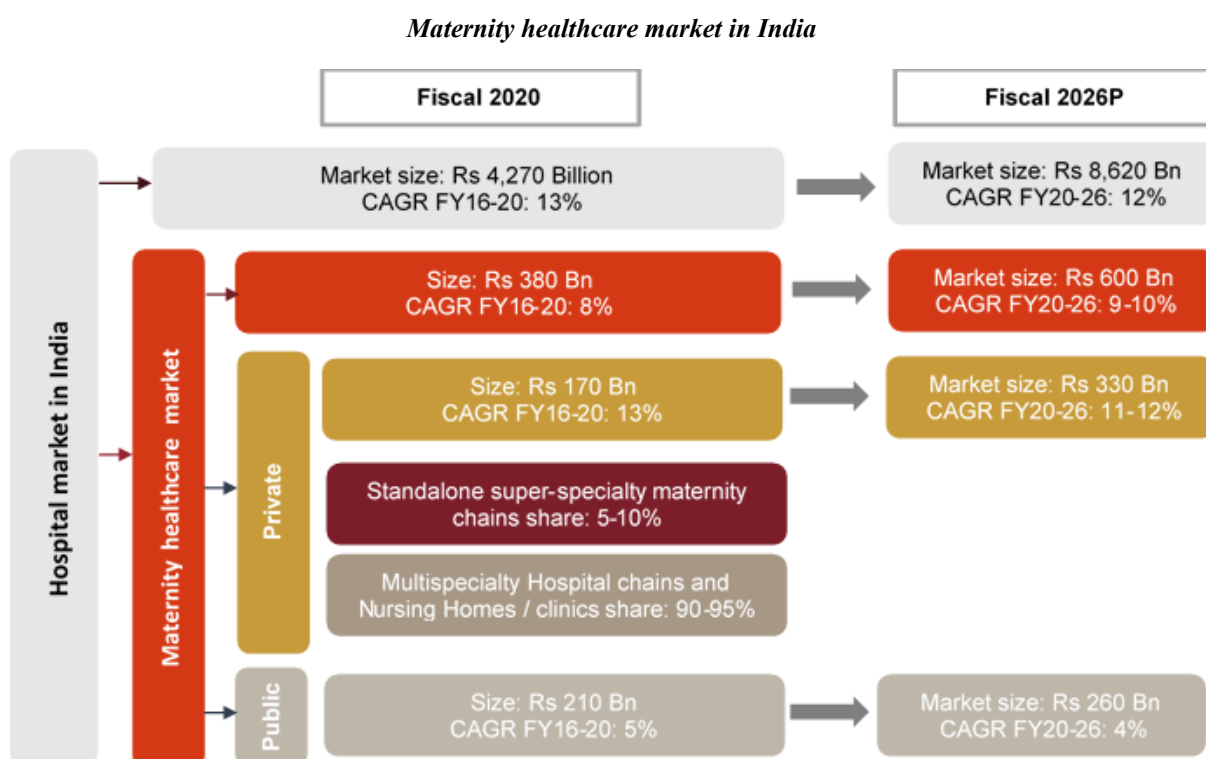 Maternity healthcare market in India
Fiscal 2020
Fiscal 2026P
Hospital market in India
Market size: Rs 4,270 Billion
CAGR FY16-20: 13%
Market size: Rs 8,620 Bn
CAGR FY20-26: 12%
Maternity healthcare market
Size: Rs 380 Bn
CAGR FY16-20: 8%
Market size: Rs 600 Bn
CAGR FY20-26: 9-10%
Private
Size: Rs 170 Bn
CAGR FY16-20: 13%
Market size: Rs 330 Bn
CAGR FY20-26: 11-12%
Standalone super-specialty maternity
chains share: 5-10%
Multispecialty Hospital chains and
Nursing Homes / clinics share: 90-95%
Public
Size: Rs 210 Bn
CAGR FY16-20: 5%
Market size: Rs 260 Bn
CAGR FY20-26: 4%